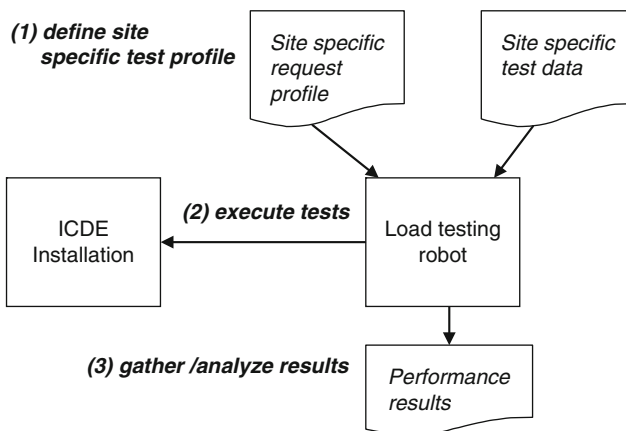 (1) define site
specific test profile
Site specific
request
profile
Site specific
test data
ICDE
Installation
(2) execute tests
Load testing
robot
(3) gather /analyze results
Performance
results